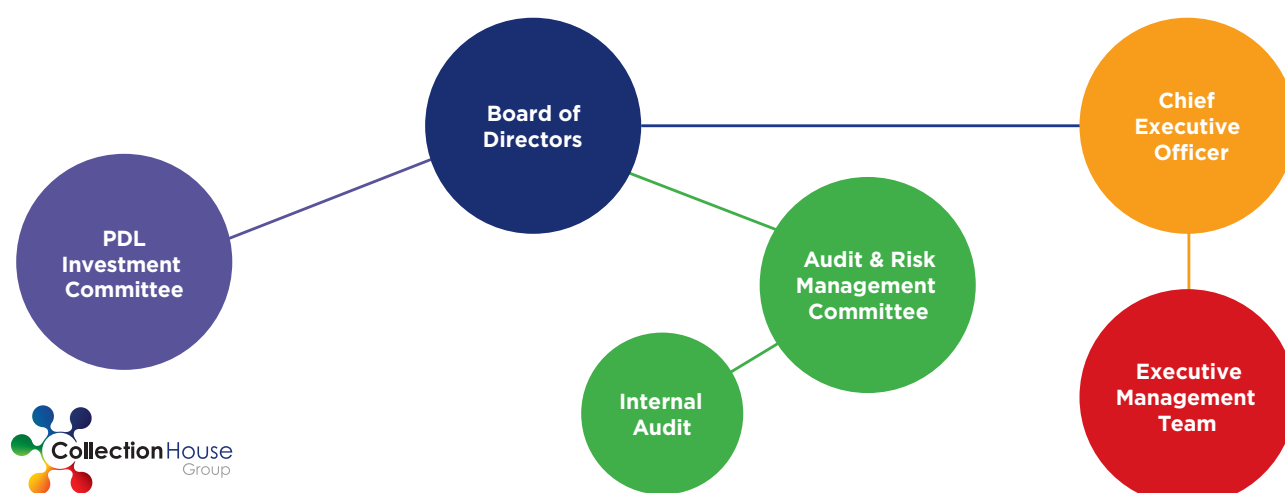 Board of
Directors
Chief
Executive
Officer
PDL
Investment
Committee
Audit & Risk
Management
Committee
Internal
Audit
Executive
Management
Team
CollectionHouse
Group